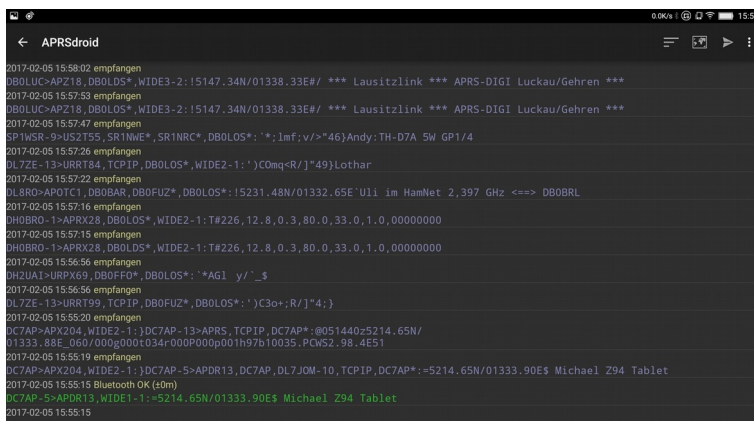 0.0K/s 15:5
APRSdroid
2017-02-05 15:58:02 empfangen
DB0LUC>APZ18,DB0LDS*,WIDE3-2:!5147.34N/01338.33E#/ *** Lausitzlink *** APRS-DIGI Luckau/Gehren ***
2017-02-05 15:57:53 empfangen
DB0LUC>APZ18,DB0LDS*,WIDE3-2:!5147.34N/01338.33E#/ *** Lausitzlink *** APRS-DIGI Luckau/Gehren ***
2017-02-05 15:57:47 empfangen
SP1WSR-9>US2T55,SR1NWE*,SR1NRC*,DB0LOS*:`*;lmf;v/>"46}Andy:TH-D7A 5W GP1/4
2017-02-05 15:57:26 empfangen
DL7ZE-13>URRT84,TCPIP,DB0LOS*,WIDE2-1:')COmq<R/]"49}Lothar
2017-02-05 15:57:22 empfangen
DL8RO>APOTC1,DB0BAR,DB0FUZ*,DB0LOS*:!5231.48N/01332.65E`Uli im HamNet 2,397 GHz <==> DB0BRL
2017-02-05 15:57:16 empfangen
DH0BRO-1>APRX28,DB0LOS*,WIDE2-1:T#226,12.8,0.3,80.0,33.0,1.0,00000000
2017-02-05 15:57:15 empfangen
DH0BRO-1>APRX28,DB0LDS*,WIDE2-1:T#226,12.8,0.3,80.0,33.0,1.0,00000000
2017-02-05 15:56:56 empfangen
DH2UAI>URPX69,DB0FFO*,DB0LOS*:`*AGl y/`_$
2017-02-05 15:56:56 empfangen
DL7ZE-13>URRT99,TCPIP,DB0FUZ*,DB0LOS*:')C3o+;R/]"4;}
2017-02-05 15:55:20 empfangen
DC7AP>APX204,WIDE2-1:}DC7AP-13>APRS,TCPIP,DC7AP*:@051440z5214.65N/
01333.88E_060/000g000t034r000P000p001h97b10035.PCWS2.98.4E51
2017-02-05 15:55:19 empfangen
DC7AP>APX204,WIDE2-1:}DC7AP-5>APDR13,DC7AP,DL7JOM-10,TCPIP,DC7AP*:=5214.65N/01333.90E$ Michael Z94 Tablet
2017-02-05 15:55:15 Bluetooth OK (±0m)
DC7AP-5>APDR13,WIDE1-1:=5214.65N/01333.90E$ Michael Z94 Tablet
2017-02-05 15:55:15